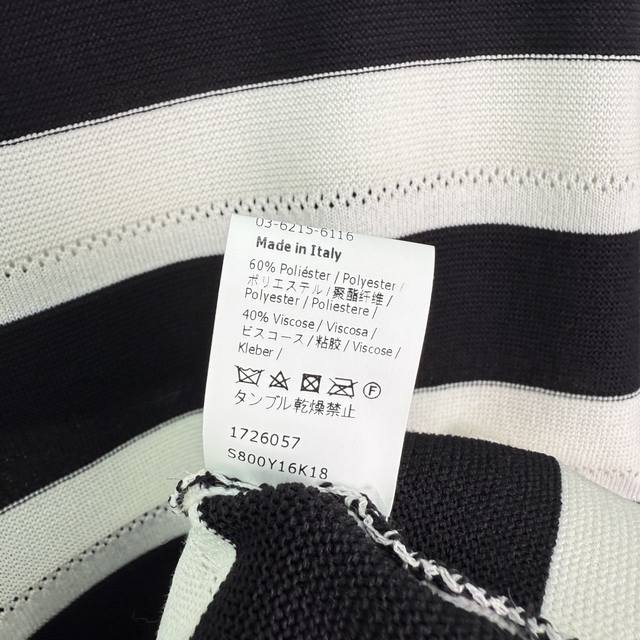 03-6215-6116
Made in Italy
60% Poliéster / Polyester /
ポリエステル / 聚酯纤维 /
Polyester / Poliestere /
40% Viscose / Viscosa /
ビスコース / 粘胶 / Viscose /
Kleber /
F
タンブル乾燥禁止
1726057
S800Y16K18